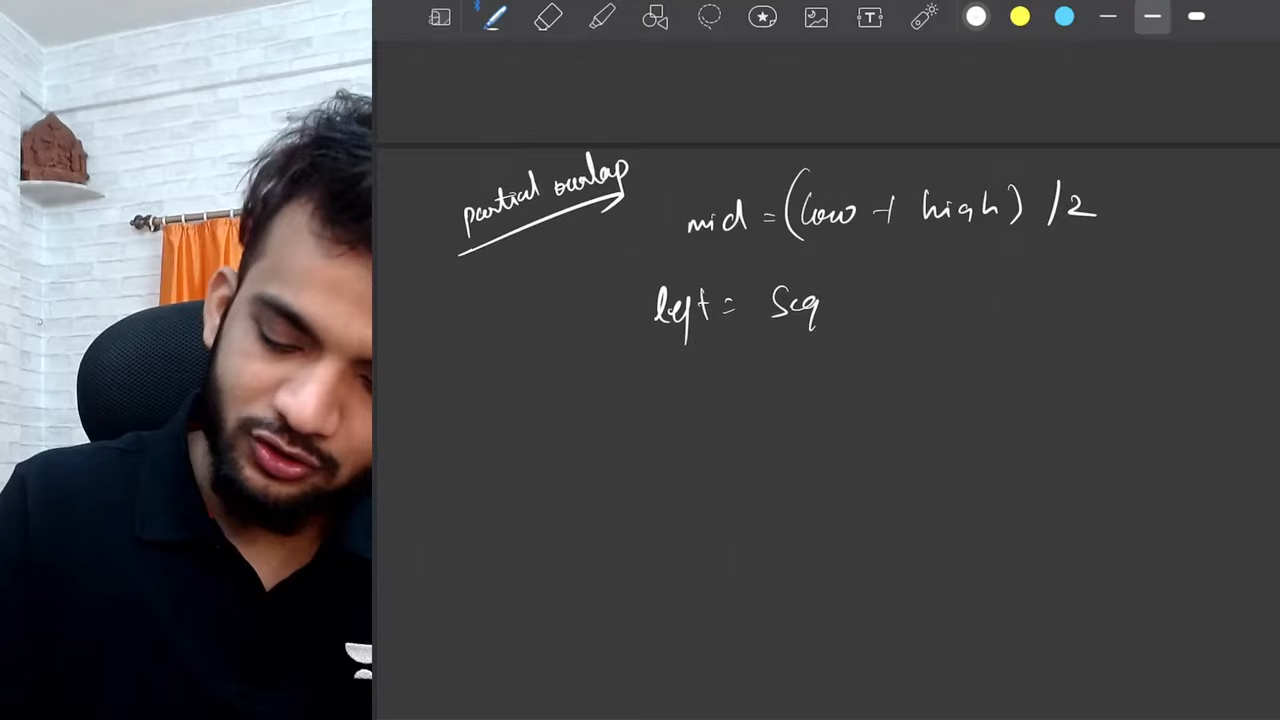 partial overlap
mid = (low + high) / 2
left = Seg